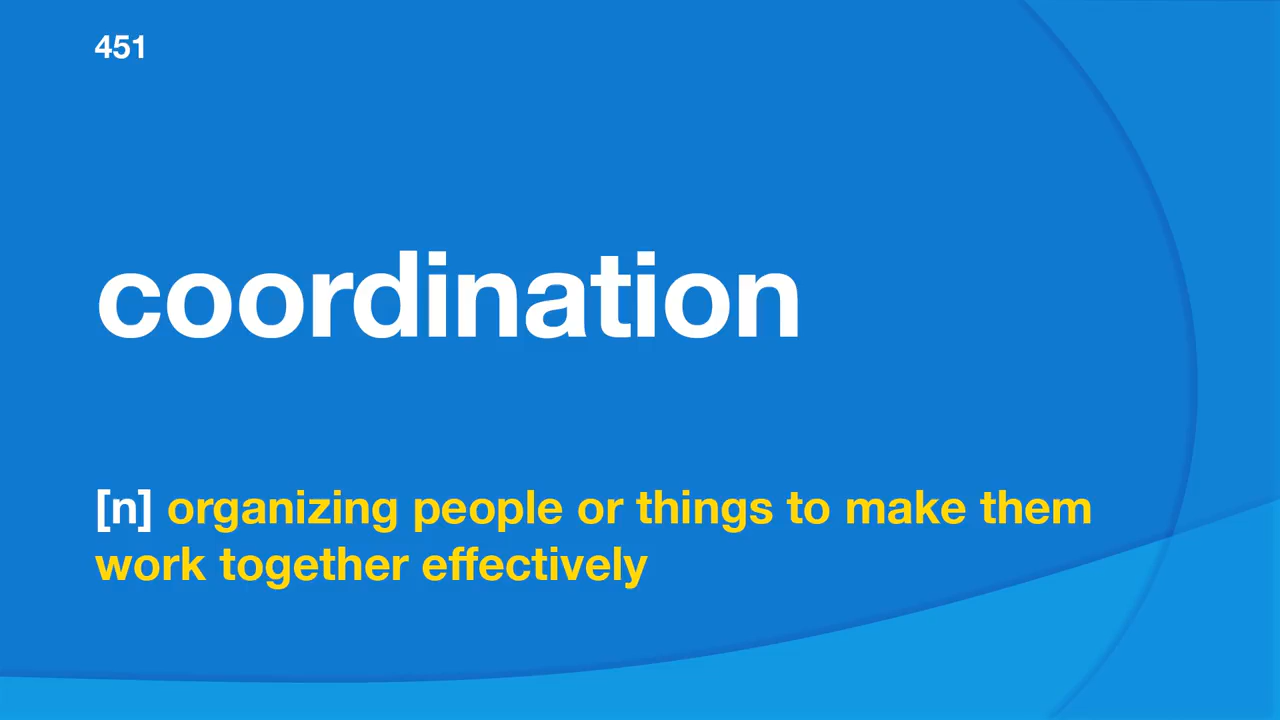 451
coordination
[n] organizing people or things to make them
work together effectively